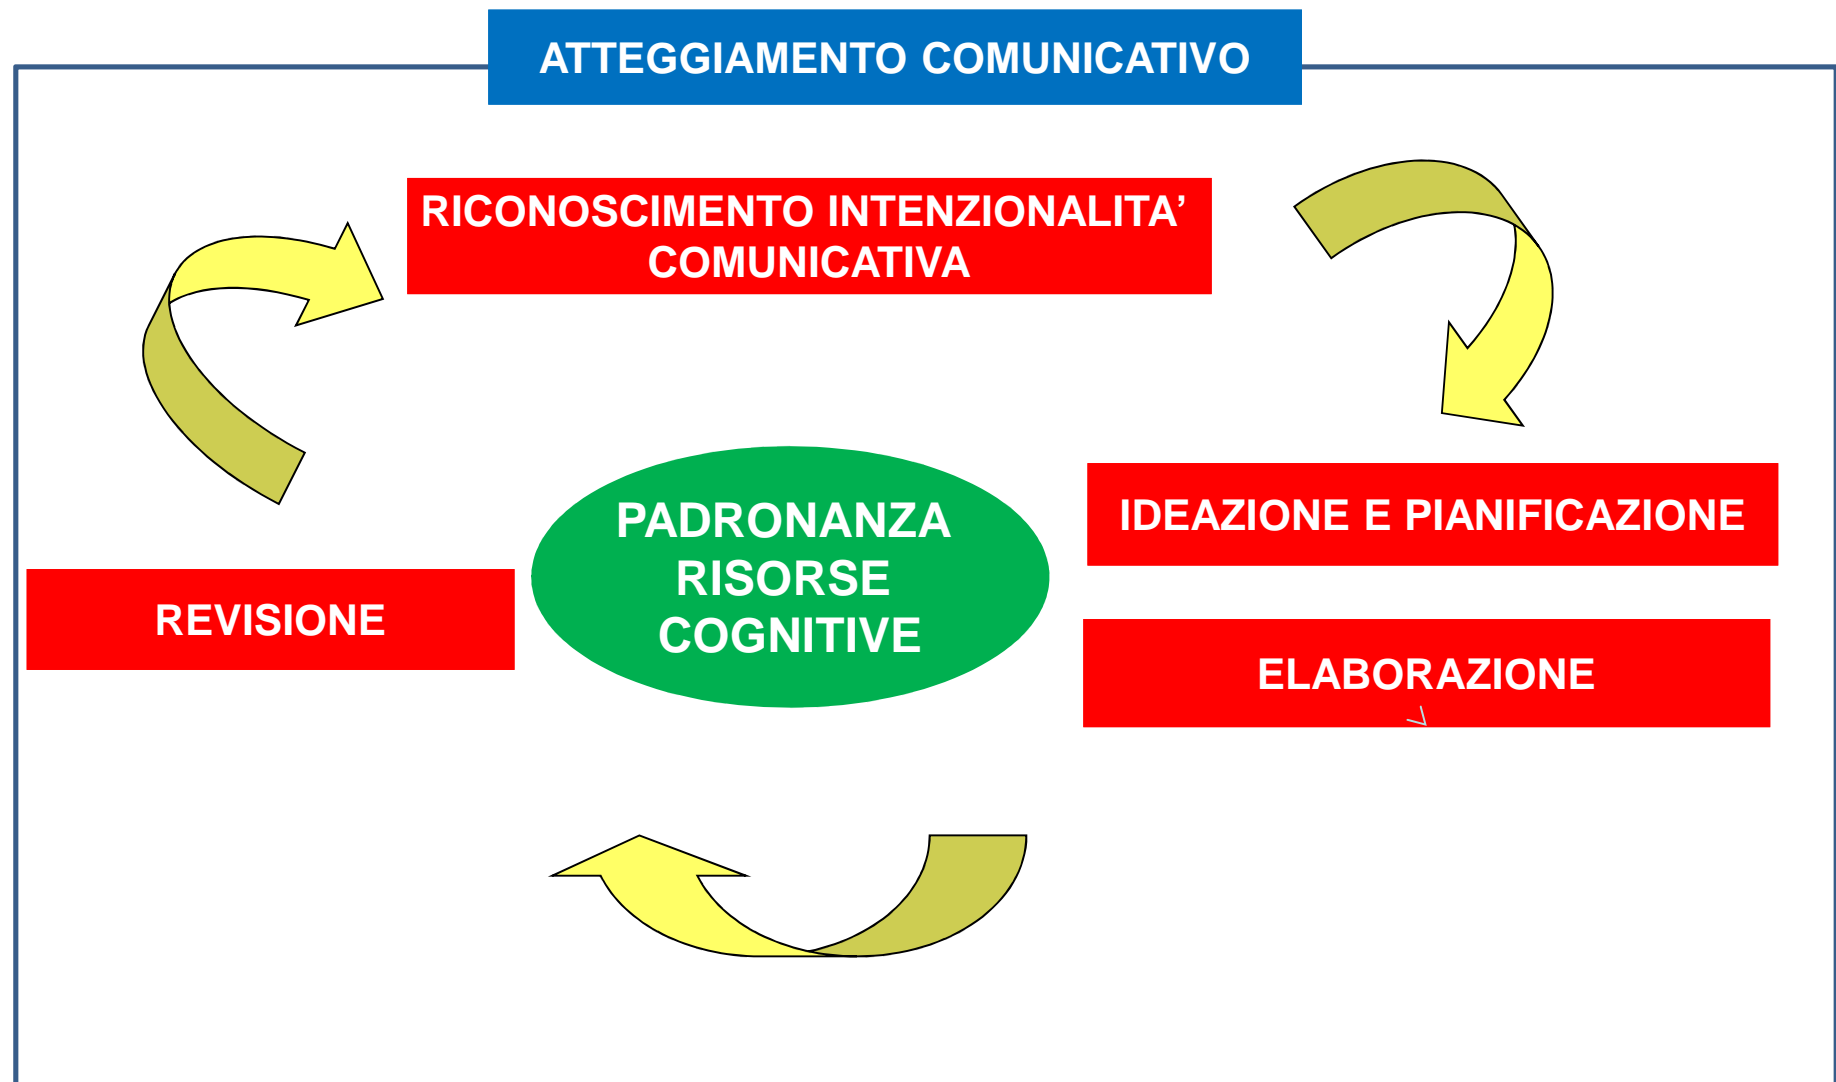 ATTEGGIAMENTO COMUNICATIVO
RICONOSCIMENTO INTENZIONALITA’
COMUNICATIVA
IDEAZIONE E PIANIFICAZIONE
PADRONANZA
RISORSE
COGNITIVE
REVISIONE
ELABORAZIONE